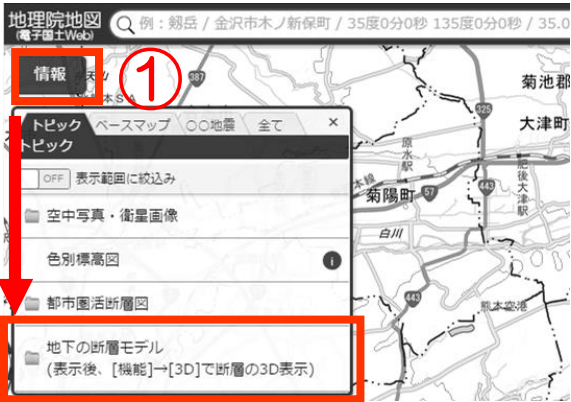 地理院地図
(電子国土Web)
例：剱岳 / 金沢市木ノ新保町 / 35度0分0秒 135度0分0秒 / 35.0
情報
①
387
トピック
ベースマップ
〇〇地震
全て
×
トピック
OFF
表示範囲に絞込み
空中写真・衛星画像
色別標高図
i
都市圏活断層図
地下の断層モデル
(表示後、[機能]→[3D]で断層の3D表示)
菊池郡
325
大津町
原水駅
肥後大津駅
本線
菊陽町
57
443
白川
443
熊本空港